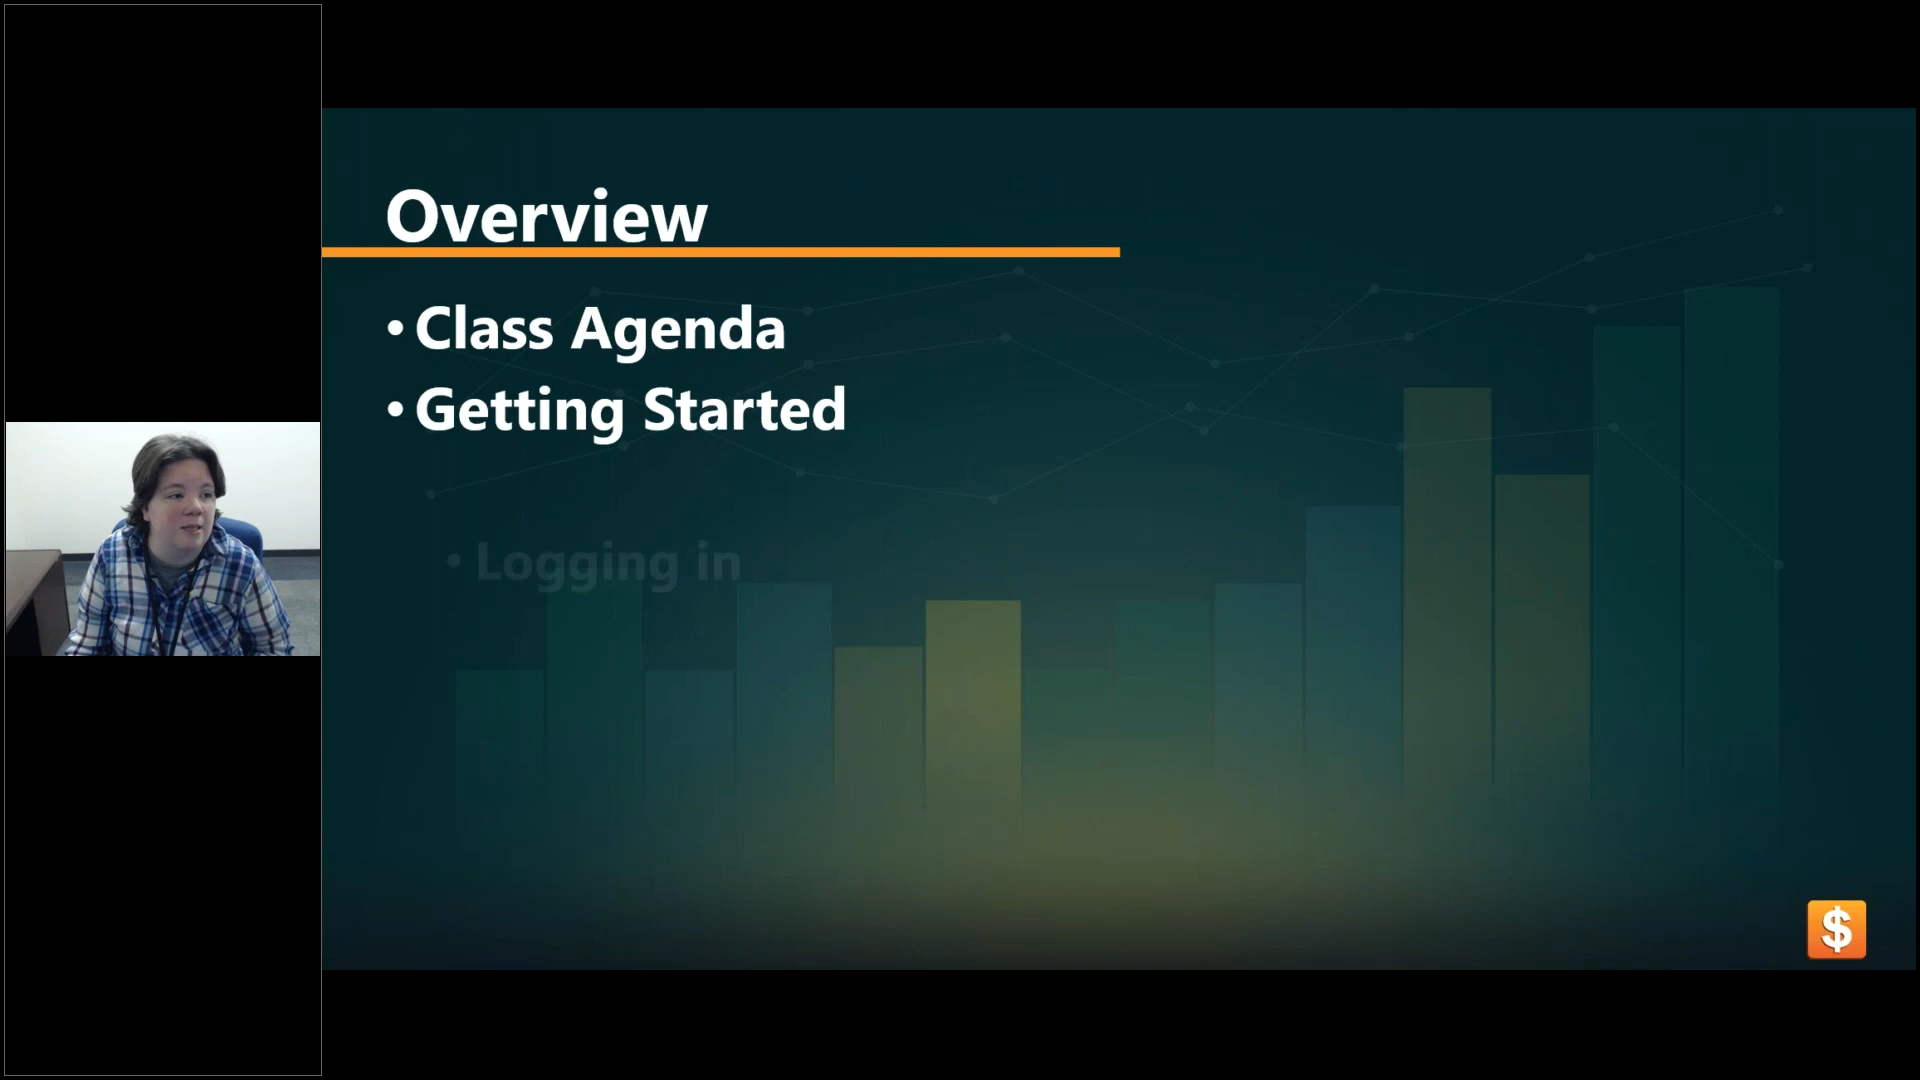 Overview
• Class Agenda
• Getting Started
• Logging in
$